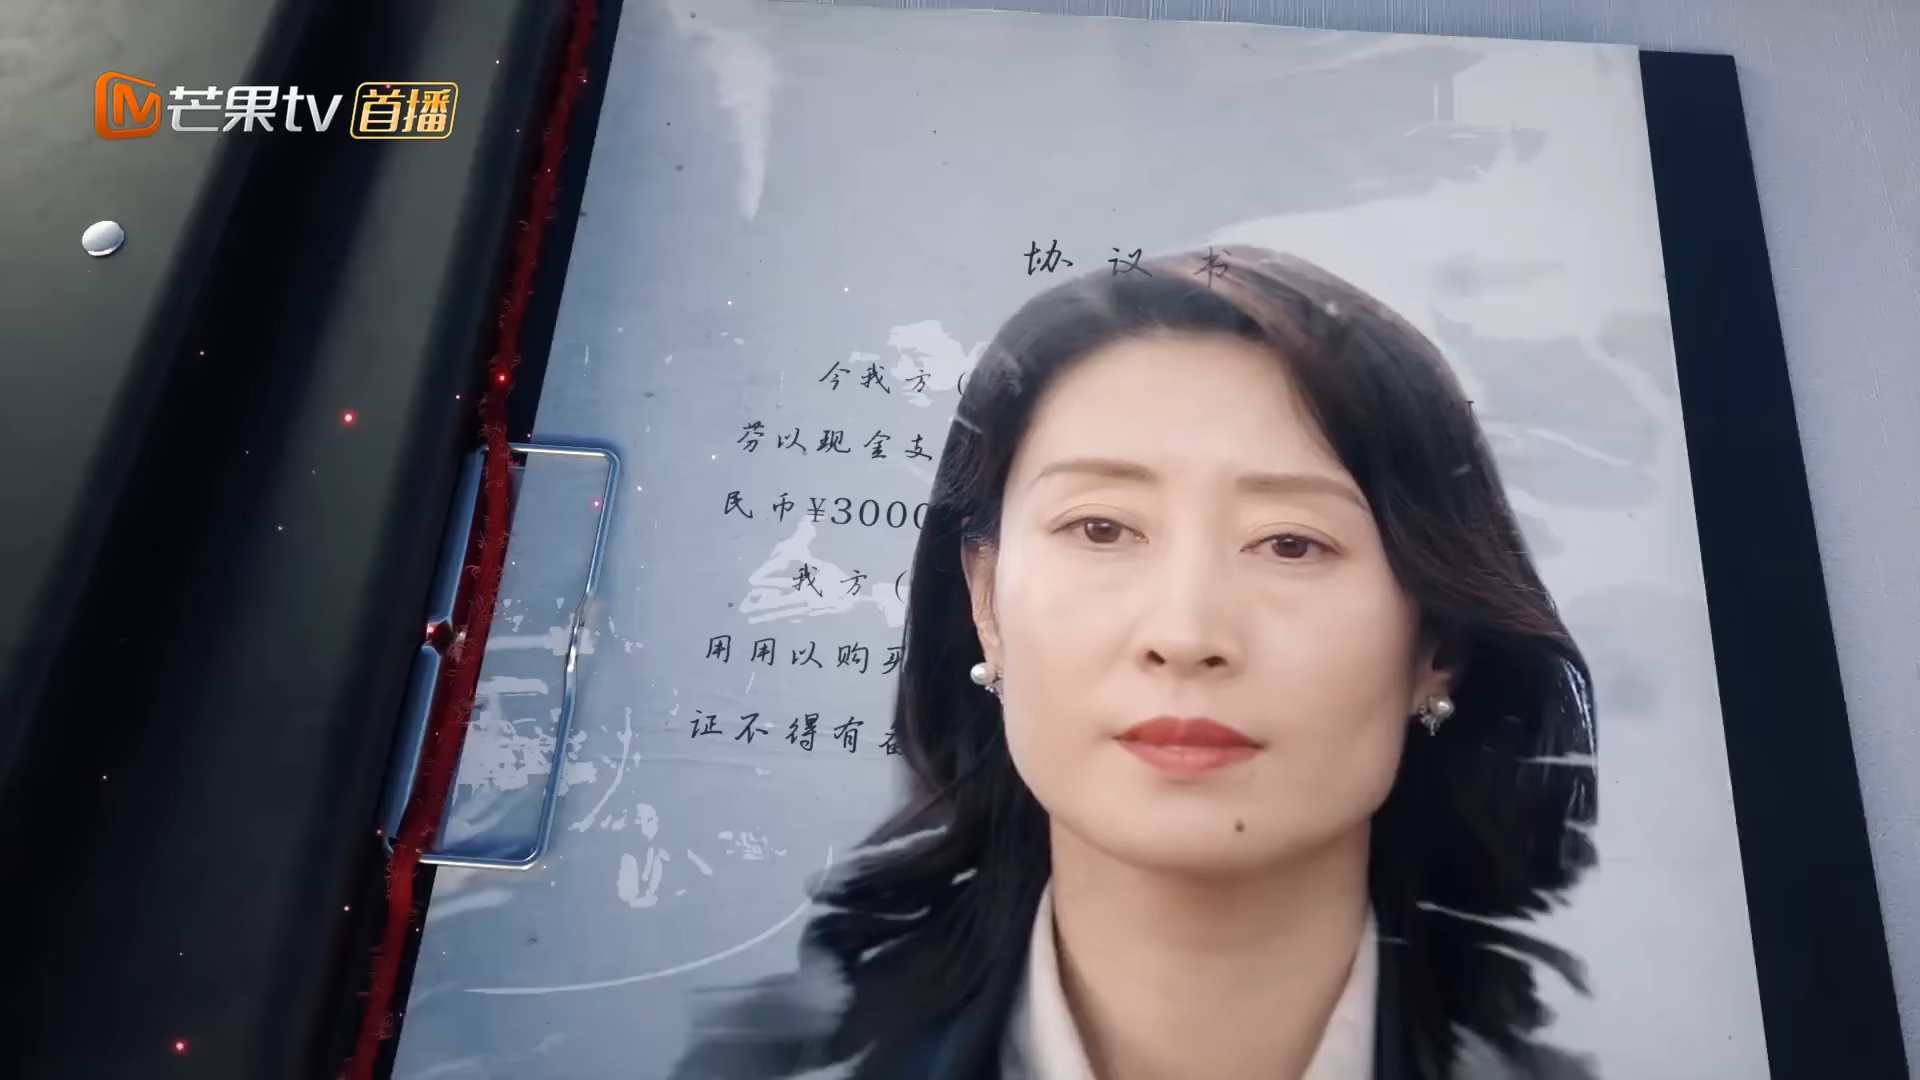 芒果tv 首播
协议书
今我方(
芬以现金支
民币¥3000
我方(
用用以购买
证不得有